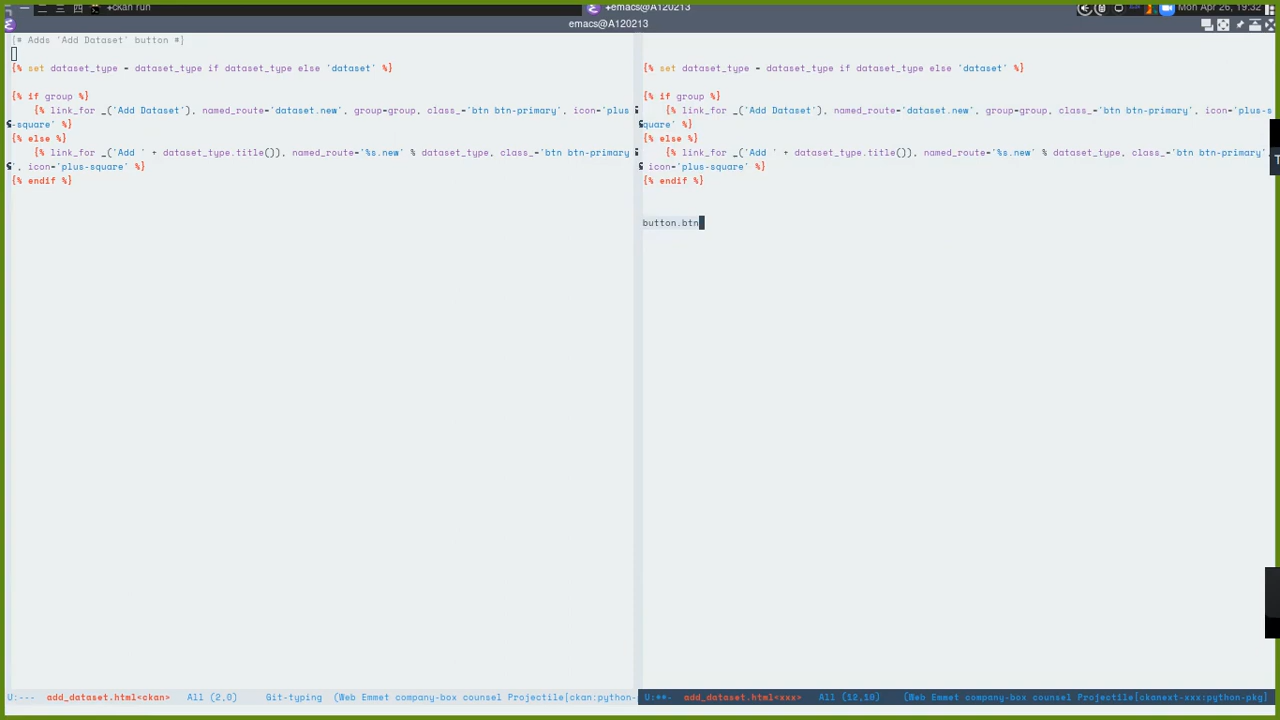 一 二 三 四 +ckan run
+emacs@A120213
Mon Apr 26, 19:32
emacs@A120213
{# Adds 'Add Dataset' button #}
{% set dataset_type = dataset_type if dataset_type else 'dataset' %}
{% if group %}
{% link_for _('Add Dataset'), named_route='dataset.new', group=group, class_='btn btn-primary', icon='plus
-square' %}
{% else %}
{% link_for _('Add ' + dataset_type.title()), named_route='%s.new' % dataset_type, class_='btn btn-primary
', icon='plus-square' %}
{% endif %}
U:--- add_dataset.html<ckan> All (2,0) Git-typing (Web Emmet company-box counsel Projectile[ckan:python-
{% set dataset_type = dataset_type if dataset_type else 'dataset' %}
{% if group %}
{% link_for _('Add Dataset'), named_route='dataset.new', group=group, class_='btn btn-primary', icon='plus-s
quare' %}
{% else %}
{% link_for _('Add ' + dataset_type.title()), named_route='%s.new' % dataset_type, class_='btn btn-primary',
icon='plus-square' %}
{% endif %}
button.btn
U:**- add_dataset.html<xxx> All (12,10) (Web Emmet company-box counsel Projectile[ckanext-xxx:python-pkg]